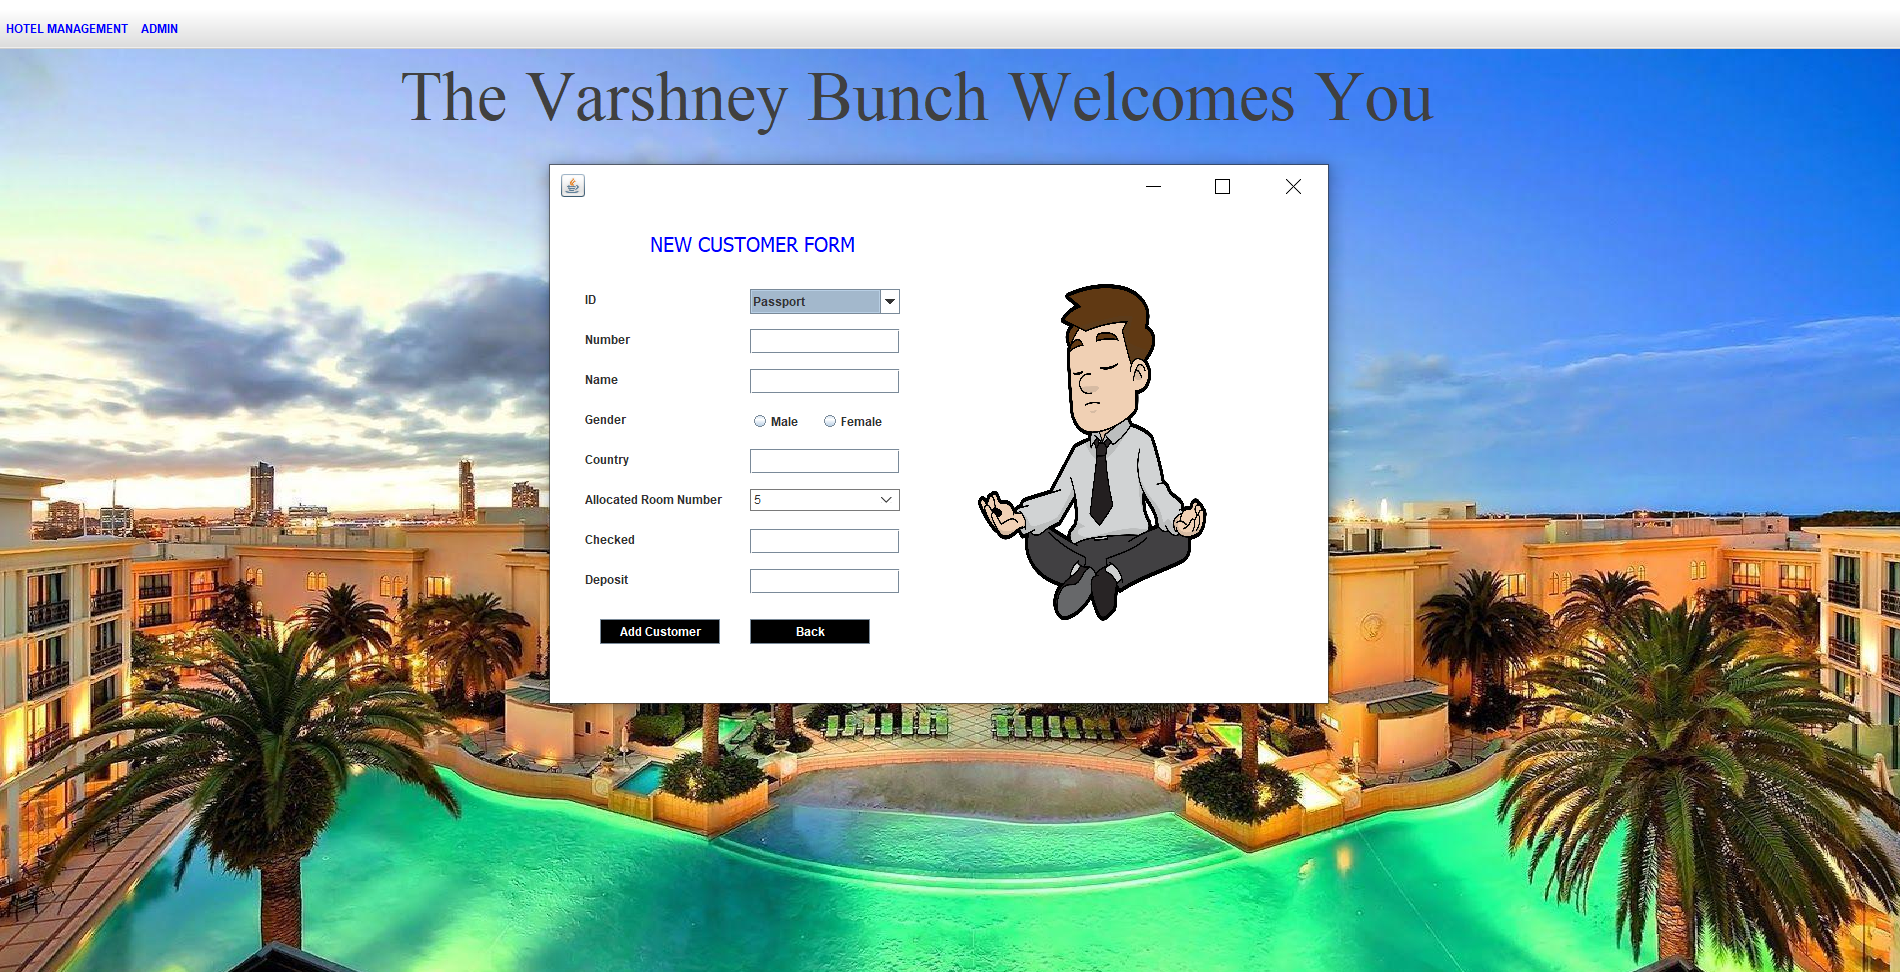 HOTEL MANAGEMENT ADMIN
The Varshney Bunch Welcomes You
NEW CUSTOMER FORM
ID Passport
Number
Name
Gender Male Female
Country
Allocated Room Number 5
Checked
Deposit
Add Customer Back